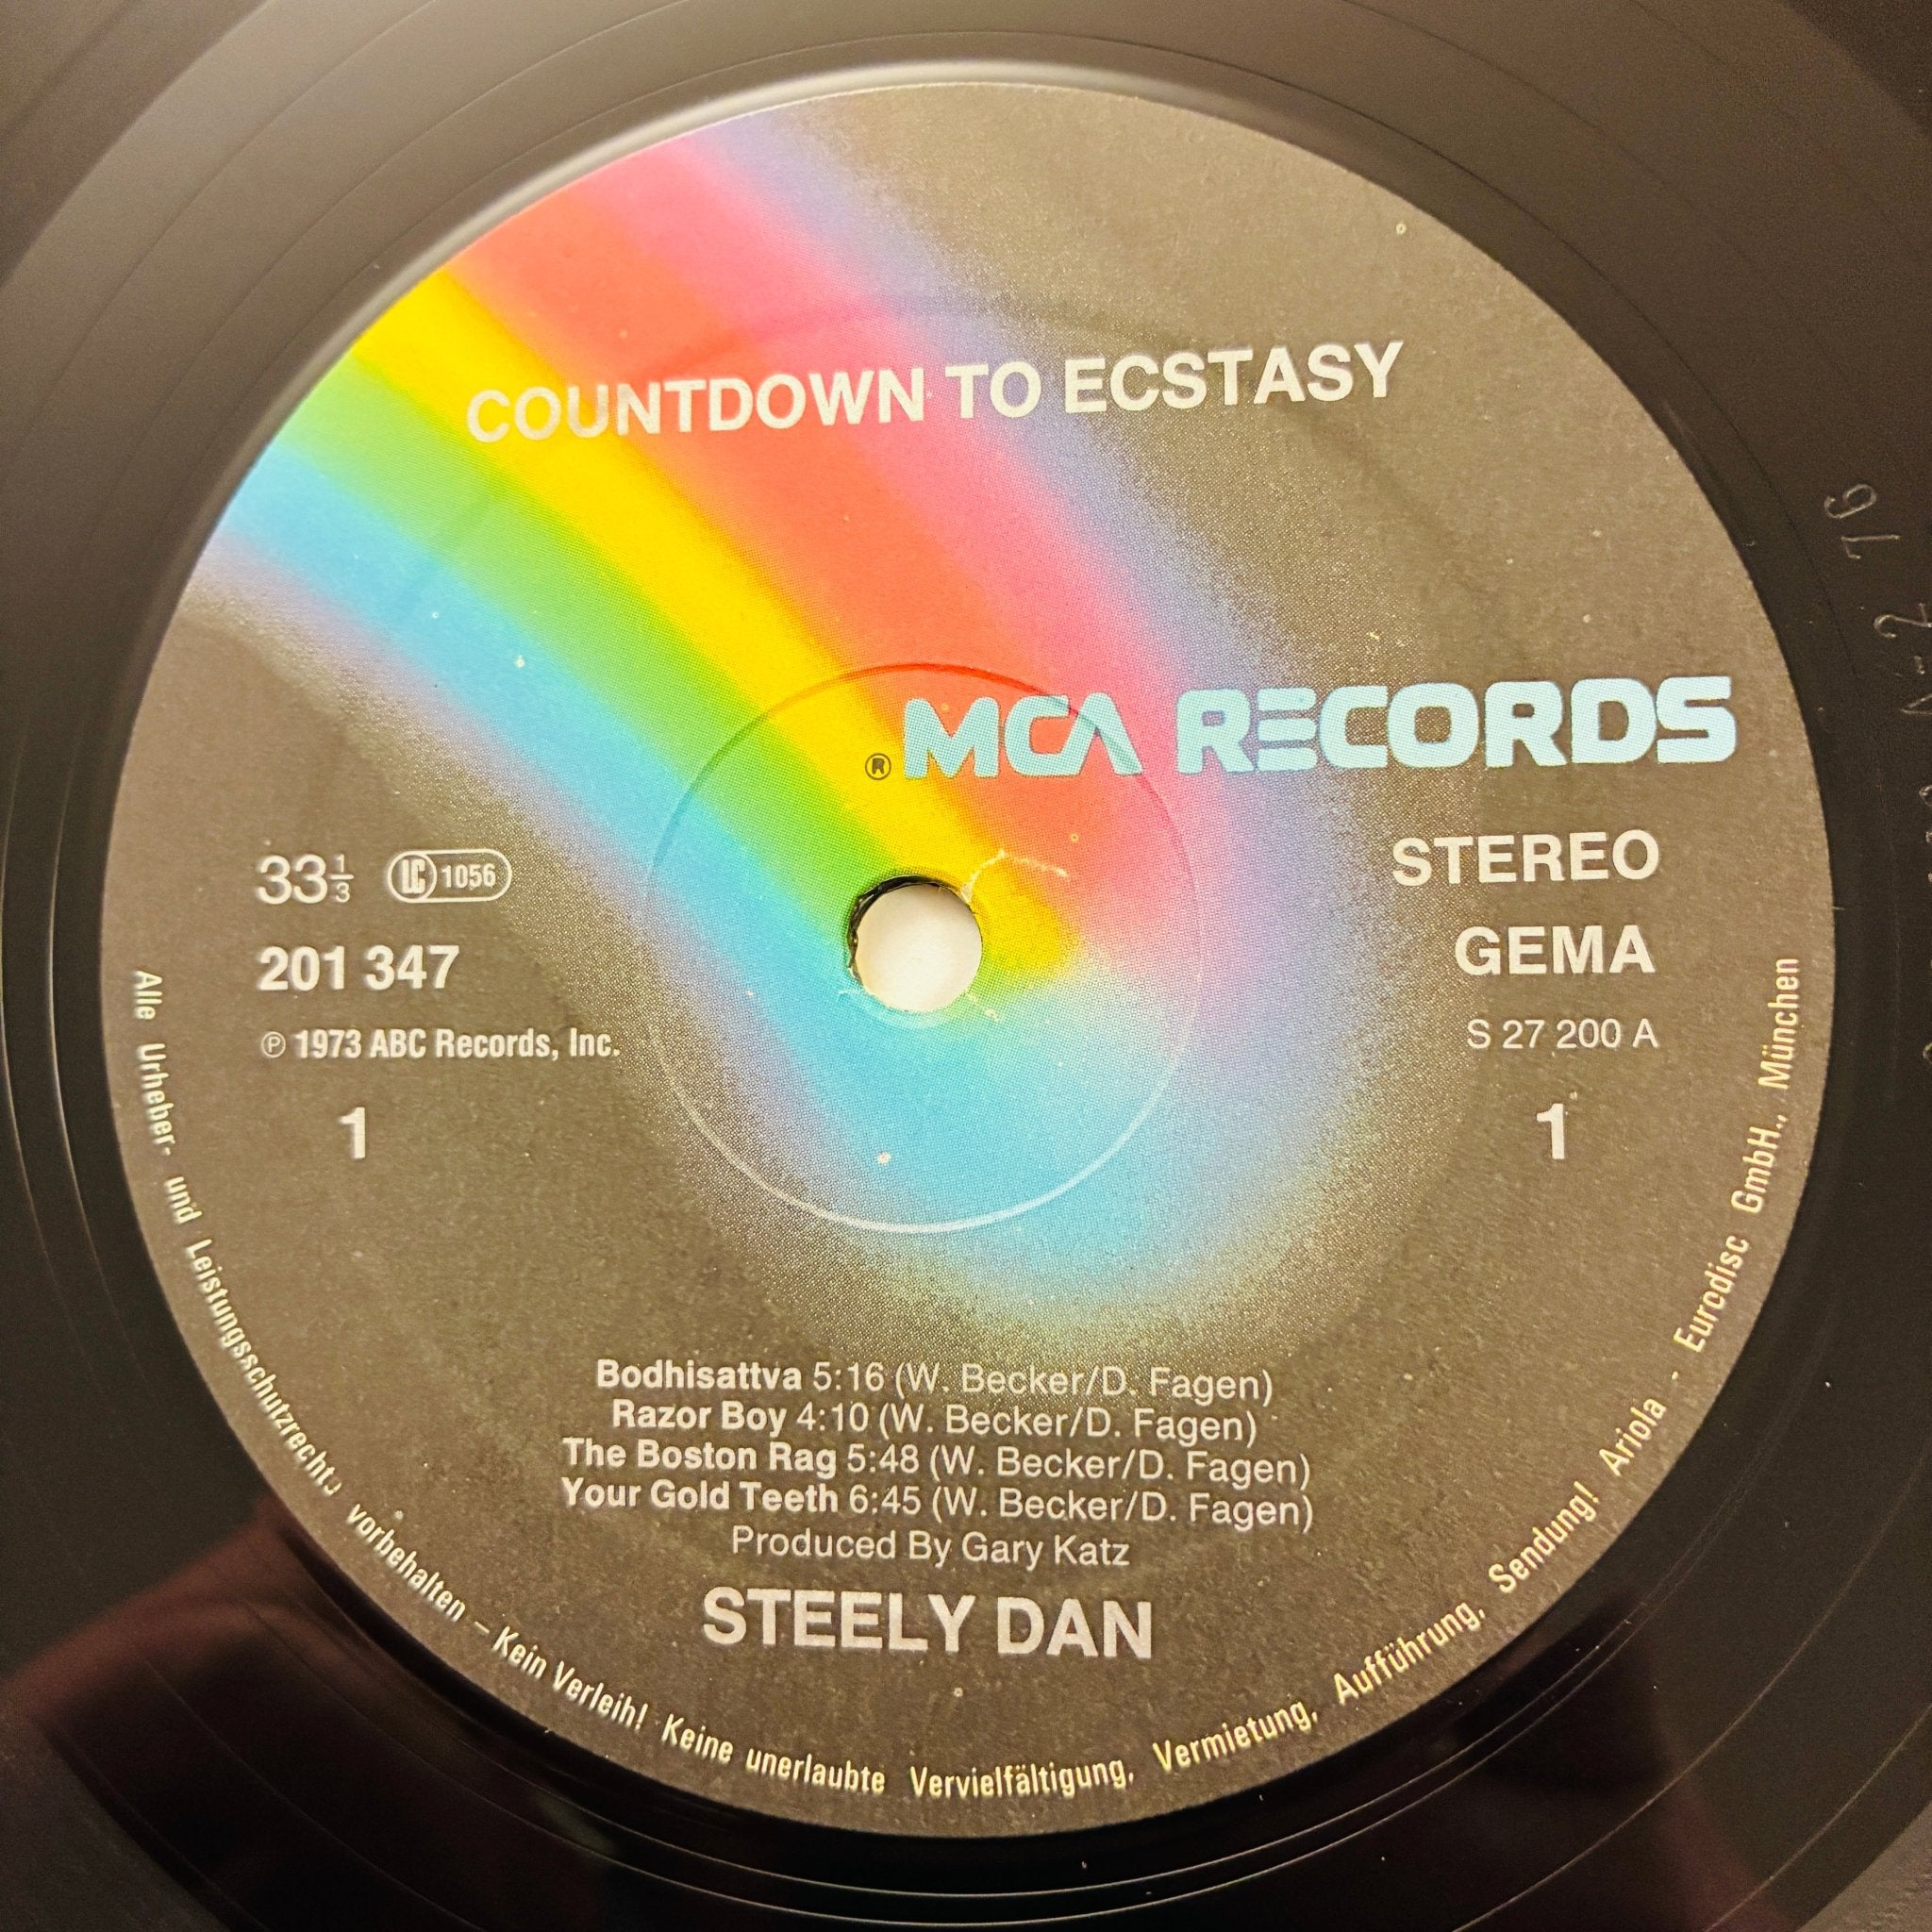 COUNTDOWN TO ECSTASY
® MCA RECORDS
33 1/3 LC 1056
STEREO
201 347
GEMA
℗ 1973 ABC Records, Inc.
S 27 200 A
1
1
Bodhisattva 5:16 (W. Becker/D. Fagen)
Razor Boy 4:10 (W. Becker/D. Fagen)
The Boston Rag 5:48 (W. Becker/D. Fagen)
Your Gold Teeth 6:45 (W. Becker/D. Fagen)
Produced By Gary Katz
STEELY DAN
Alle Urheber- und Leistungsschutzrechte vorbehalten – Kein Verleih! Keine unerlaubte Vervielfältigung, Vermietung, Aufführung, Sendung! Ariola - Eurodisc GmbH., München